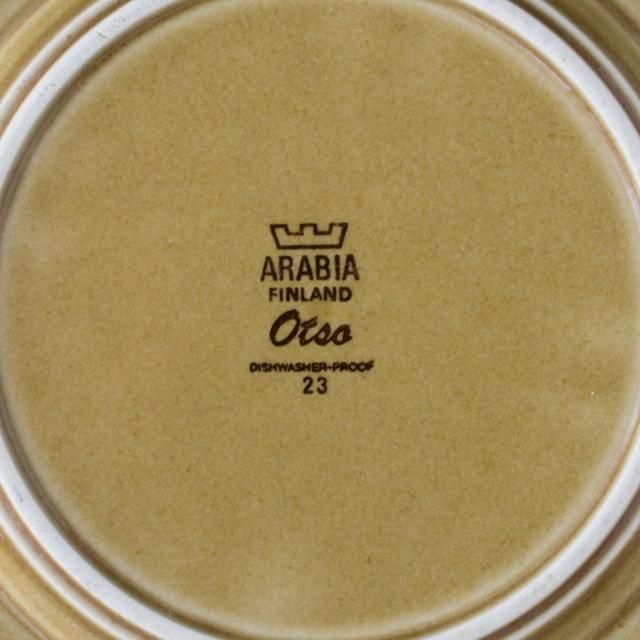 ARABIA
FINLAND
Otso
DISHWASHER-PROOF
23